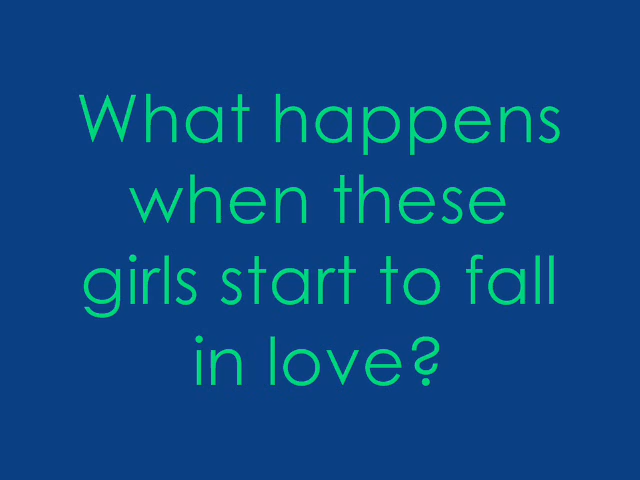 What happens
when these
girls start to fall
in love?